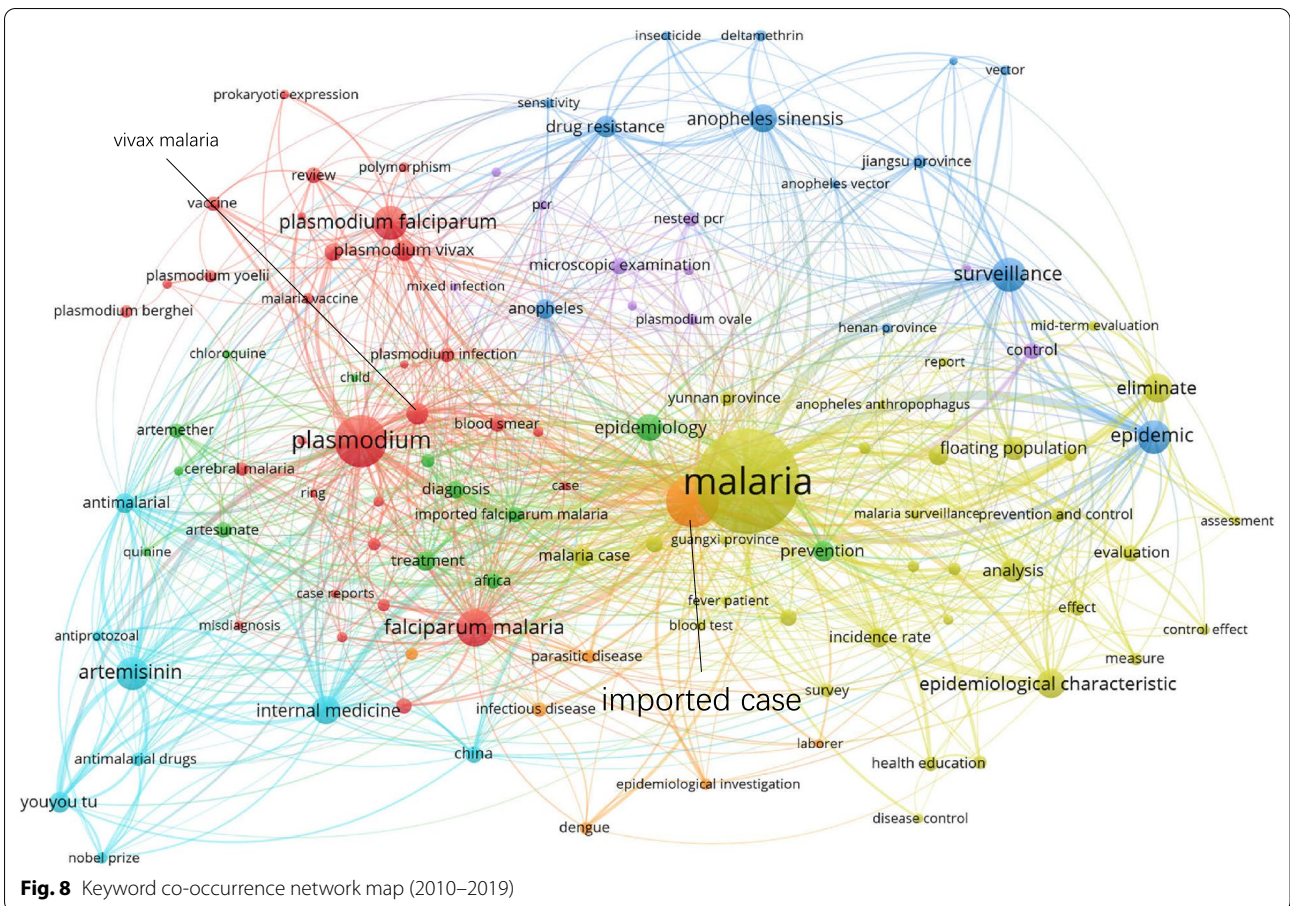 insecticide
deltamethrin
vector
prokaryotic expression
sensitivity
drug resistance
anopheles sinensis
vivax malaria
review
polymorphism
jiangsu province
anopheles vector
vaccine
pcr
nested pcr
plasmodium falciparum
plasmodium vivax
microscopic examination
surveillance
plasmodium yoelii
mixed infection
malaria vaccine
anopheles
plasmodium berghei
plasmodium ovale
henan province
mid-term evaluation
control
chloroquine
plasmodium infection
report
child
eliminate
yunnan province
anopheles anthropophagus
artemether
blood smear
epidemiology
epidemic
plasmodium
floating population
cerebral malaria
malaria
antimalarial
ring
diagnosis
case
imported falciparum malaria
malaria surveillance
prevention and control
assessment
artesunate
guangxi province
quinine
treatment
malaria case
prevention
evaluation
africa
analysis
case reports
fever patient
effect
misdiagnosis
falciparum malaria
blood test
incidence rate
control effect
antiprotozoal
parasitic disease
measure
artemisinin
imported case
survey
epidemiological characteristic
internal medicine
infectious disease
laborer
antimalarial drugs
china
health education
epidemiological investigation
youyou tu
dengue
disease control
nobel prize
Fig. 8 Keyword co-occurrence network map (2010–2019)